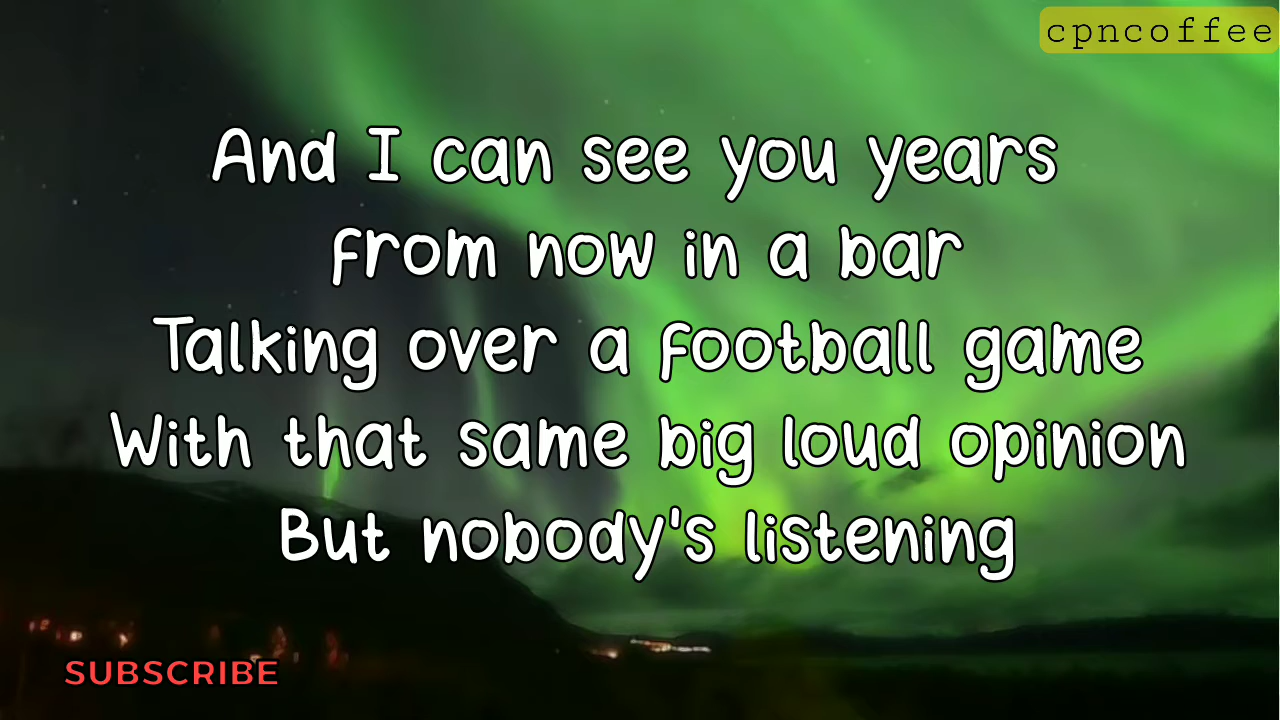 cpncoffee
And I can see you years
from now in a bar
Talking over a football game
With that same big loud opinion
But nobody's listening
SUBSCRIBE